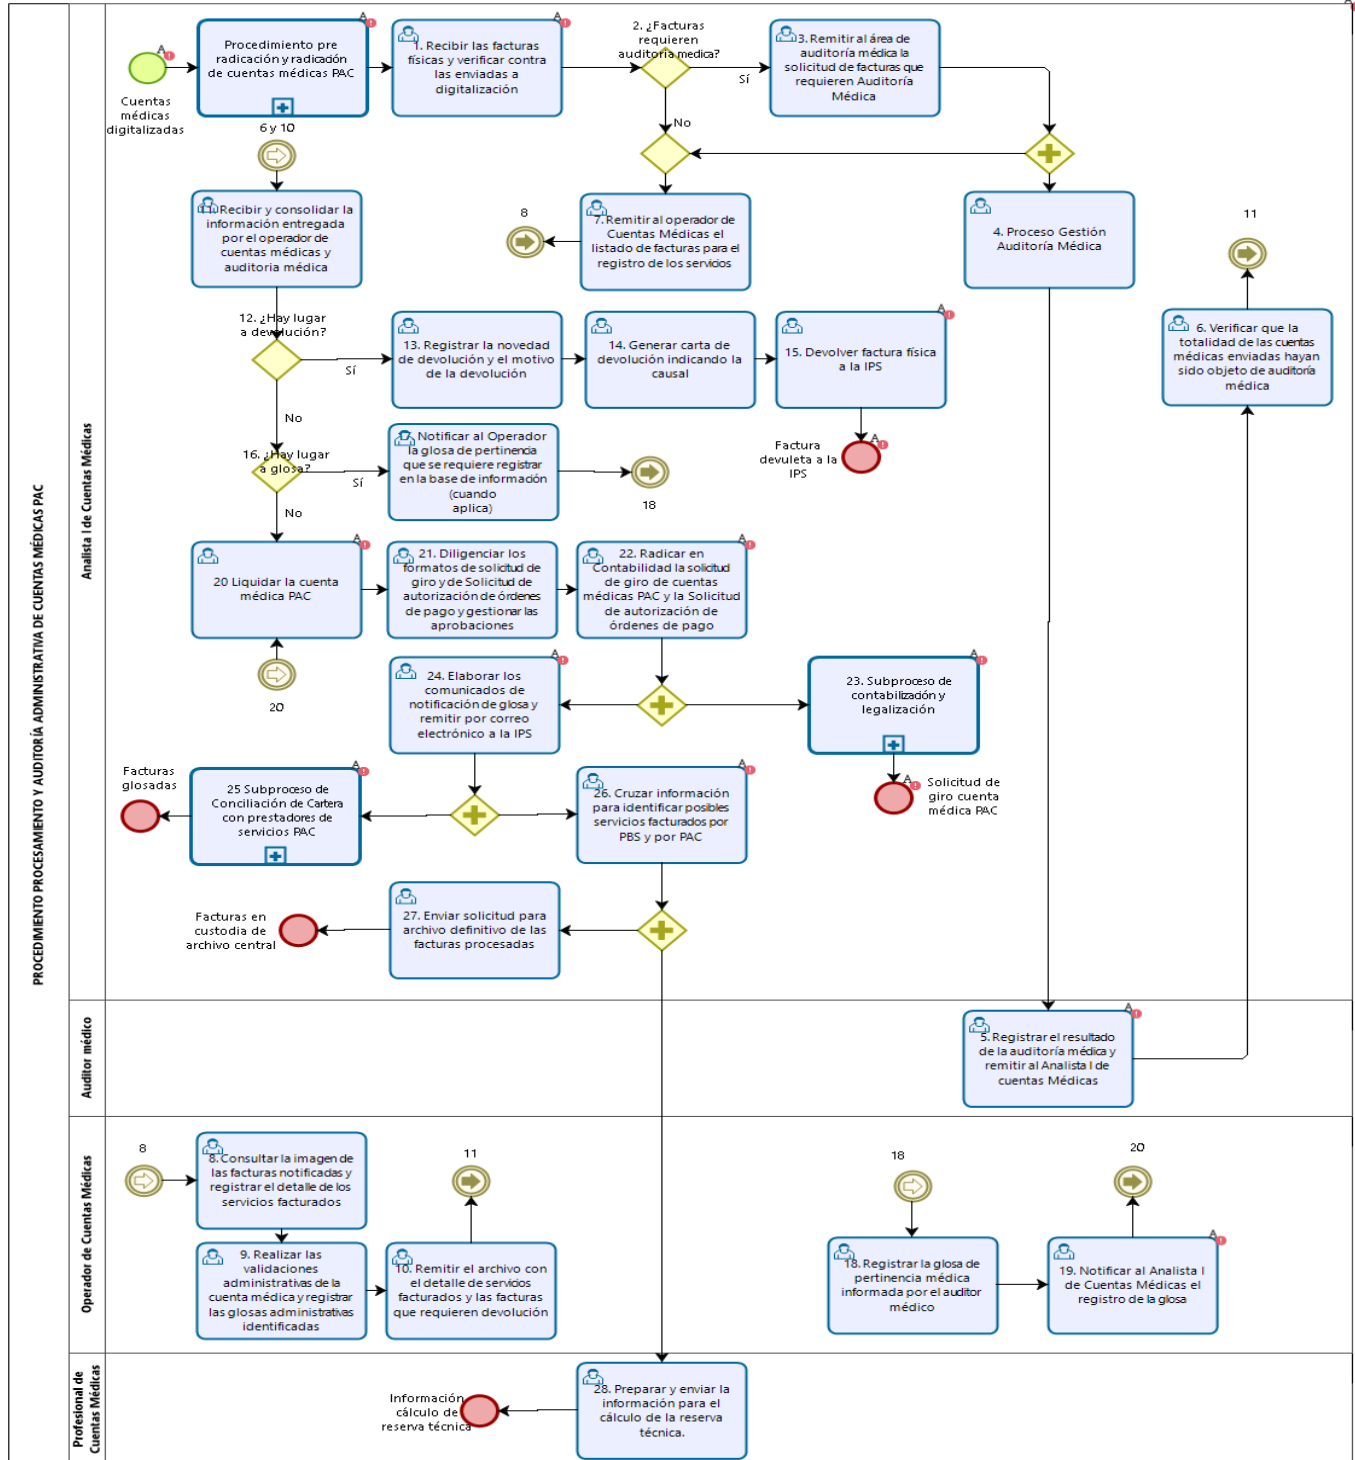 PROCEDIMIENTO PROCESAMIENTO Y AUDITORÍA ADMINISTRATIVA DE CUENTAS MÉDICAS PAC
Analista I de Cuentas Médicas
Cuentas
médicas
digitalizadas
Procedimiento pre
radicación y radicación
de cuentas médicas PAC
1. Recibir las facturas
físicas y verificar contra
las enviadas a
digitalización
2. ¿Facturas
requieren
auditoría medica?
Sí
No
3. Remitir al área de
auditoría médica la
solicitud de facturas que
requieren Auditoría
Médica
6 y 10
11. Recibir y consolidar la
información entregada
por el operador de
cuentas médicas y
auditoria médica
8
7. Remitir al operador de
Cuentas Médicas el
listado de facturas para el
registro de los servicios
4. Proceso Gestión
Auditoría Médica
11
6. Verificar que la
totalidad de las cuentas
médicas enviadas hayan
sido objeto de auditoría
médica
12. ¿Hay lugar
a devolución?
Sí
No
13. Registrar la novedad
de devolución y el motivo
de la devolución
14. Generar carta de
devolución indicando la
causal
15. Devolver factura física
a la IPS
Factura
devuleta a la
IPS
16. ¿Hay lugar
a glosa?
Sí
No
17. Notificar al Operador
la glosa de pertinencia
que se requiere registrar
en la base de información
(cuando
aplica)
18
20 Liquidar la cuenta
médica PAC
20
21. Diligenciar los
formatos de solicitud de
giro y de Solicitud de
autorización de órdenes
de pago y gestionar las
aprobaciones
22. Radicar en
Contabilidad la solicitud
de giro de cuentas
médicas PAC y la Solicitud
de autorización de
órdenes de pago
24. Elaborar los
comunicados de
notificación de glosa y
remitir por correo
electrónico a la IPS
23. Subproceso de
contabilización y
legalización
Solicitud de
giro cuenta
médica PAC
Facturas
glosadas
25 Subproceso de
Conciliación de Cartera
con prestadores de
servicios PAC
26. Cruzar información
para identificar posibles
servicios facturados por
PBS y por PAC
Facturas en
custodia de
archivo central
27. Enviar solicitud para
archivo definitivo de las
facturas procesadas
Auditor médico
5. Registrar el resultado
de la auditoría médica y
remitir al Analista I de
cuentas Médicas
Operador de Cuentas Médicas
8
8. Consultar la imagen de
las facturas notificadas y
registrar el detalle de los
servicios facturados
9. Realizar las
validaciones
administrativas de la
cuenta médica y registrar
las glosas administrativas
identificadas
11
10. Remitir el archivo con
el detalle de servicios
facturados y las facturas
que requieren devolución
18
18. Registrar la glosa de
pertinencia médica
informada por el auditor
médico
20
19. Notificar al Analista I
de Cuentas Médicas el
registro de la glosa
Profesional de
Cuentas Médicas
Información
cálculo de
reserva técnica
28. Preparar y enviar la
información para el
cálculo de la reserva
técnica.